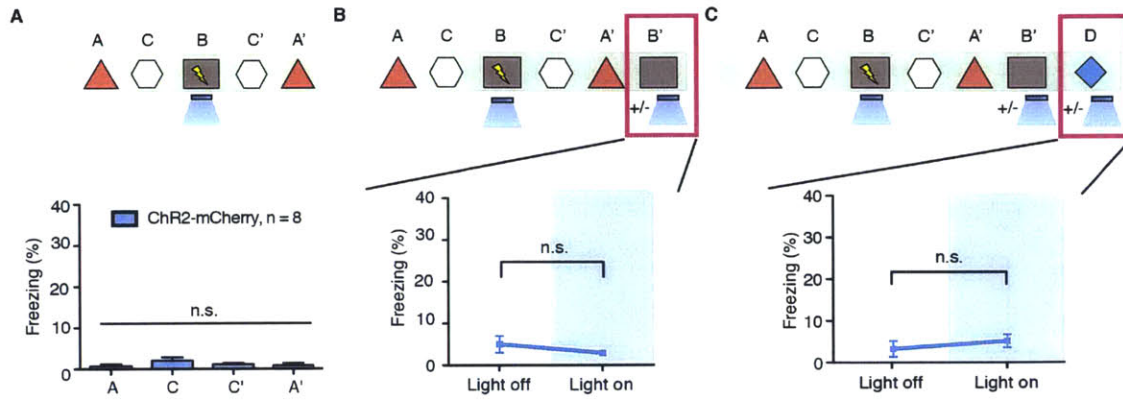 A
A C B C' A'
ChR2-mCherry, n = 8
Freezing (%)
40
30
20
10
0
n.s.
A C C' A'
B
A C B C' A' B'
+/-
Freezing (%)
40
30
20
10
0
n.s.
Light off Light on
C
A C B C' A' B' D
+/- +/-
Freezing (%)
40
30
20
10
0
n.s.
Light off Light on